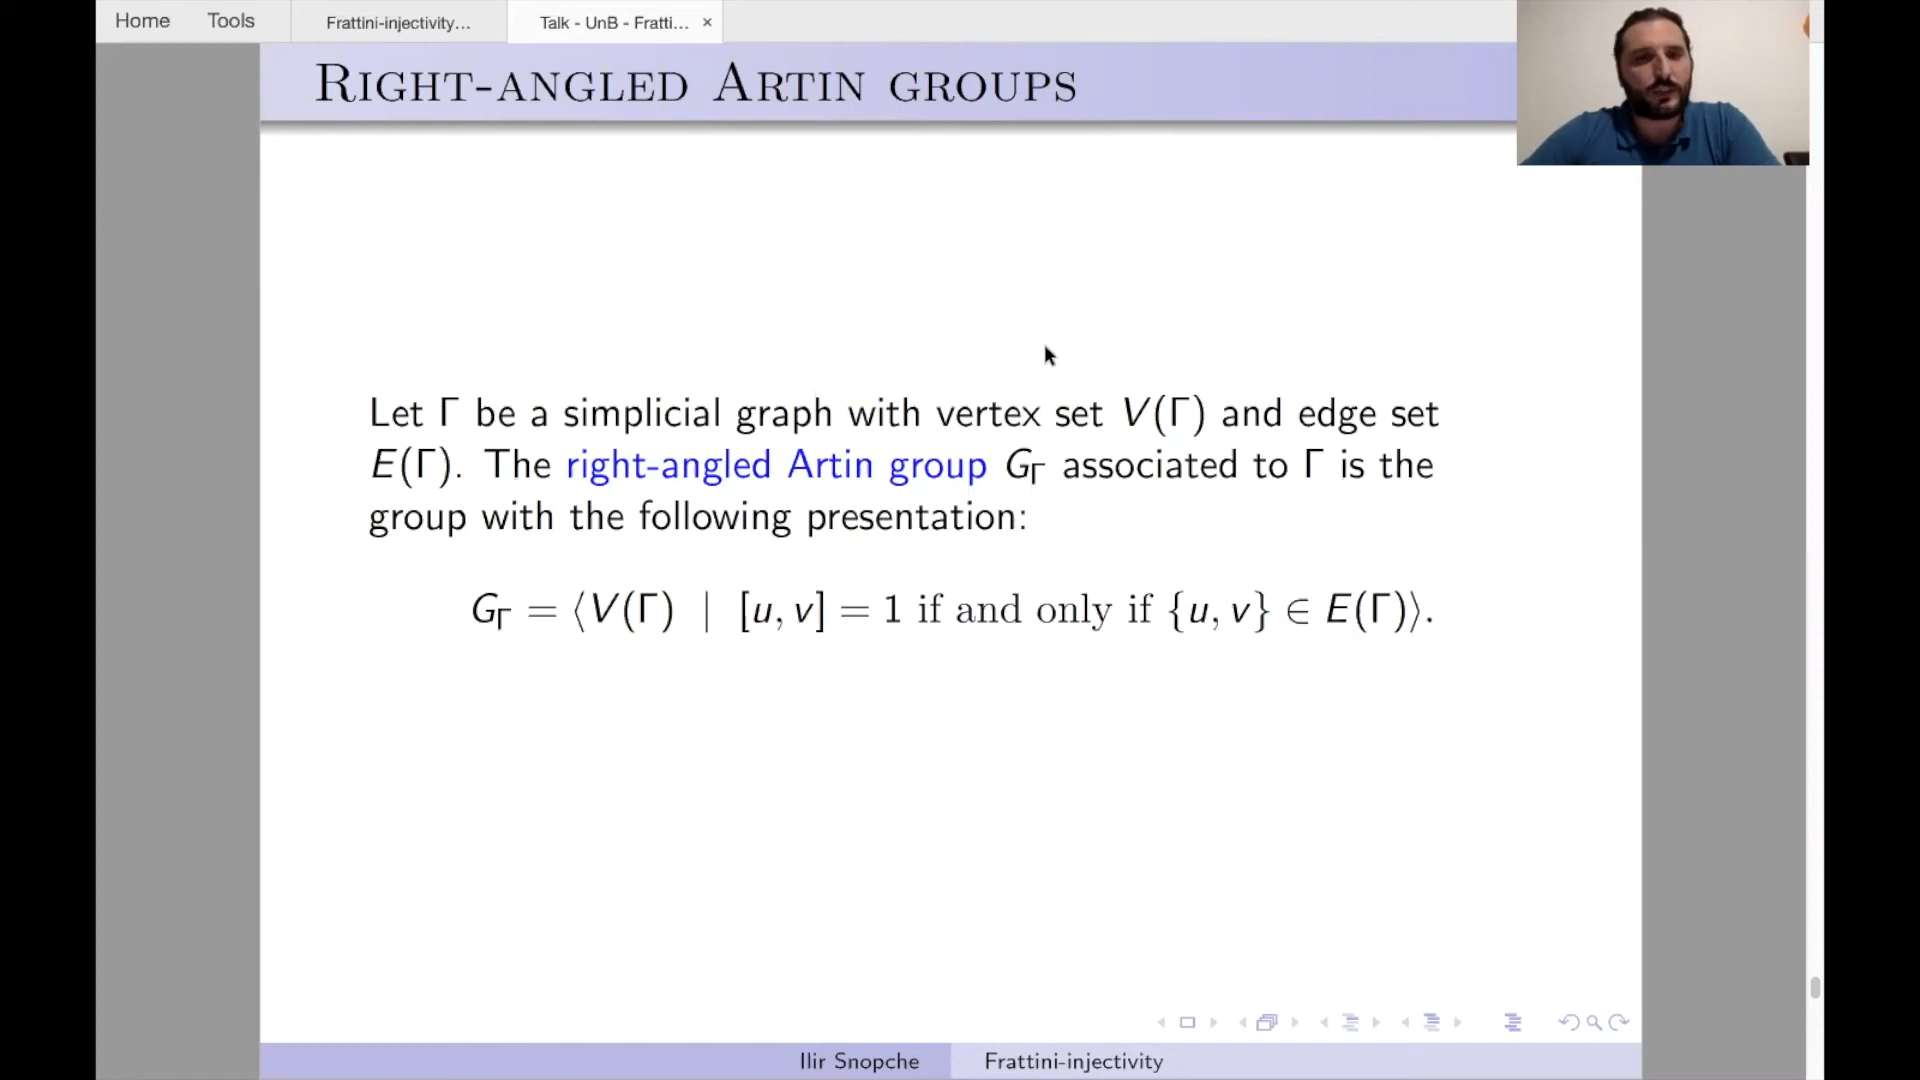 Home Tools Frattini-injectivity... Talk - UnB - Fratti... ×
Right-angled Artin groups
Let Γ be a simplicial graph with vertex set V(Γ) and edge set
E(Γ). The right-angled Artin group G_Γ associated to Γ is the
group with the following presentation:
G_Γ = ⟨V(Γ) | [u, v] = 1 if and only if {u, v} ∈ E(Γ)⟩.
Ilir Snopche Frattini-injectivity